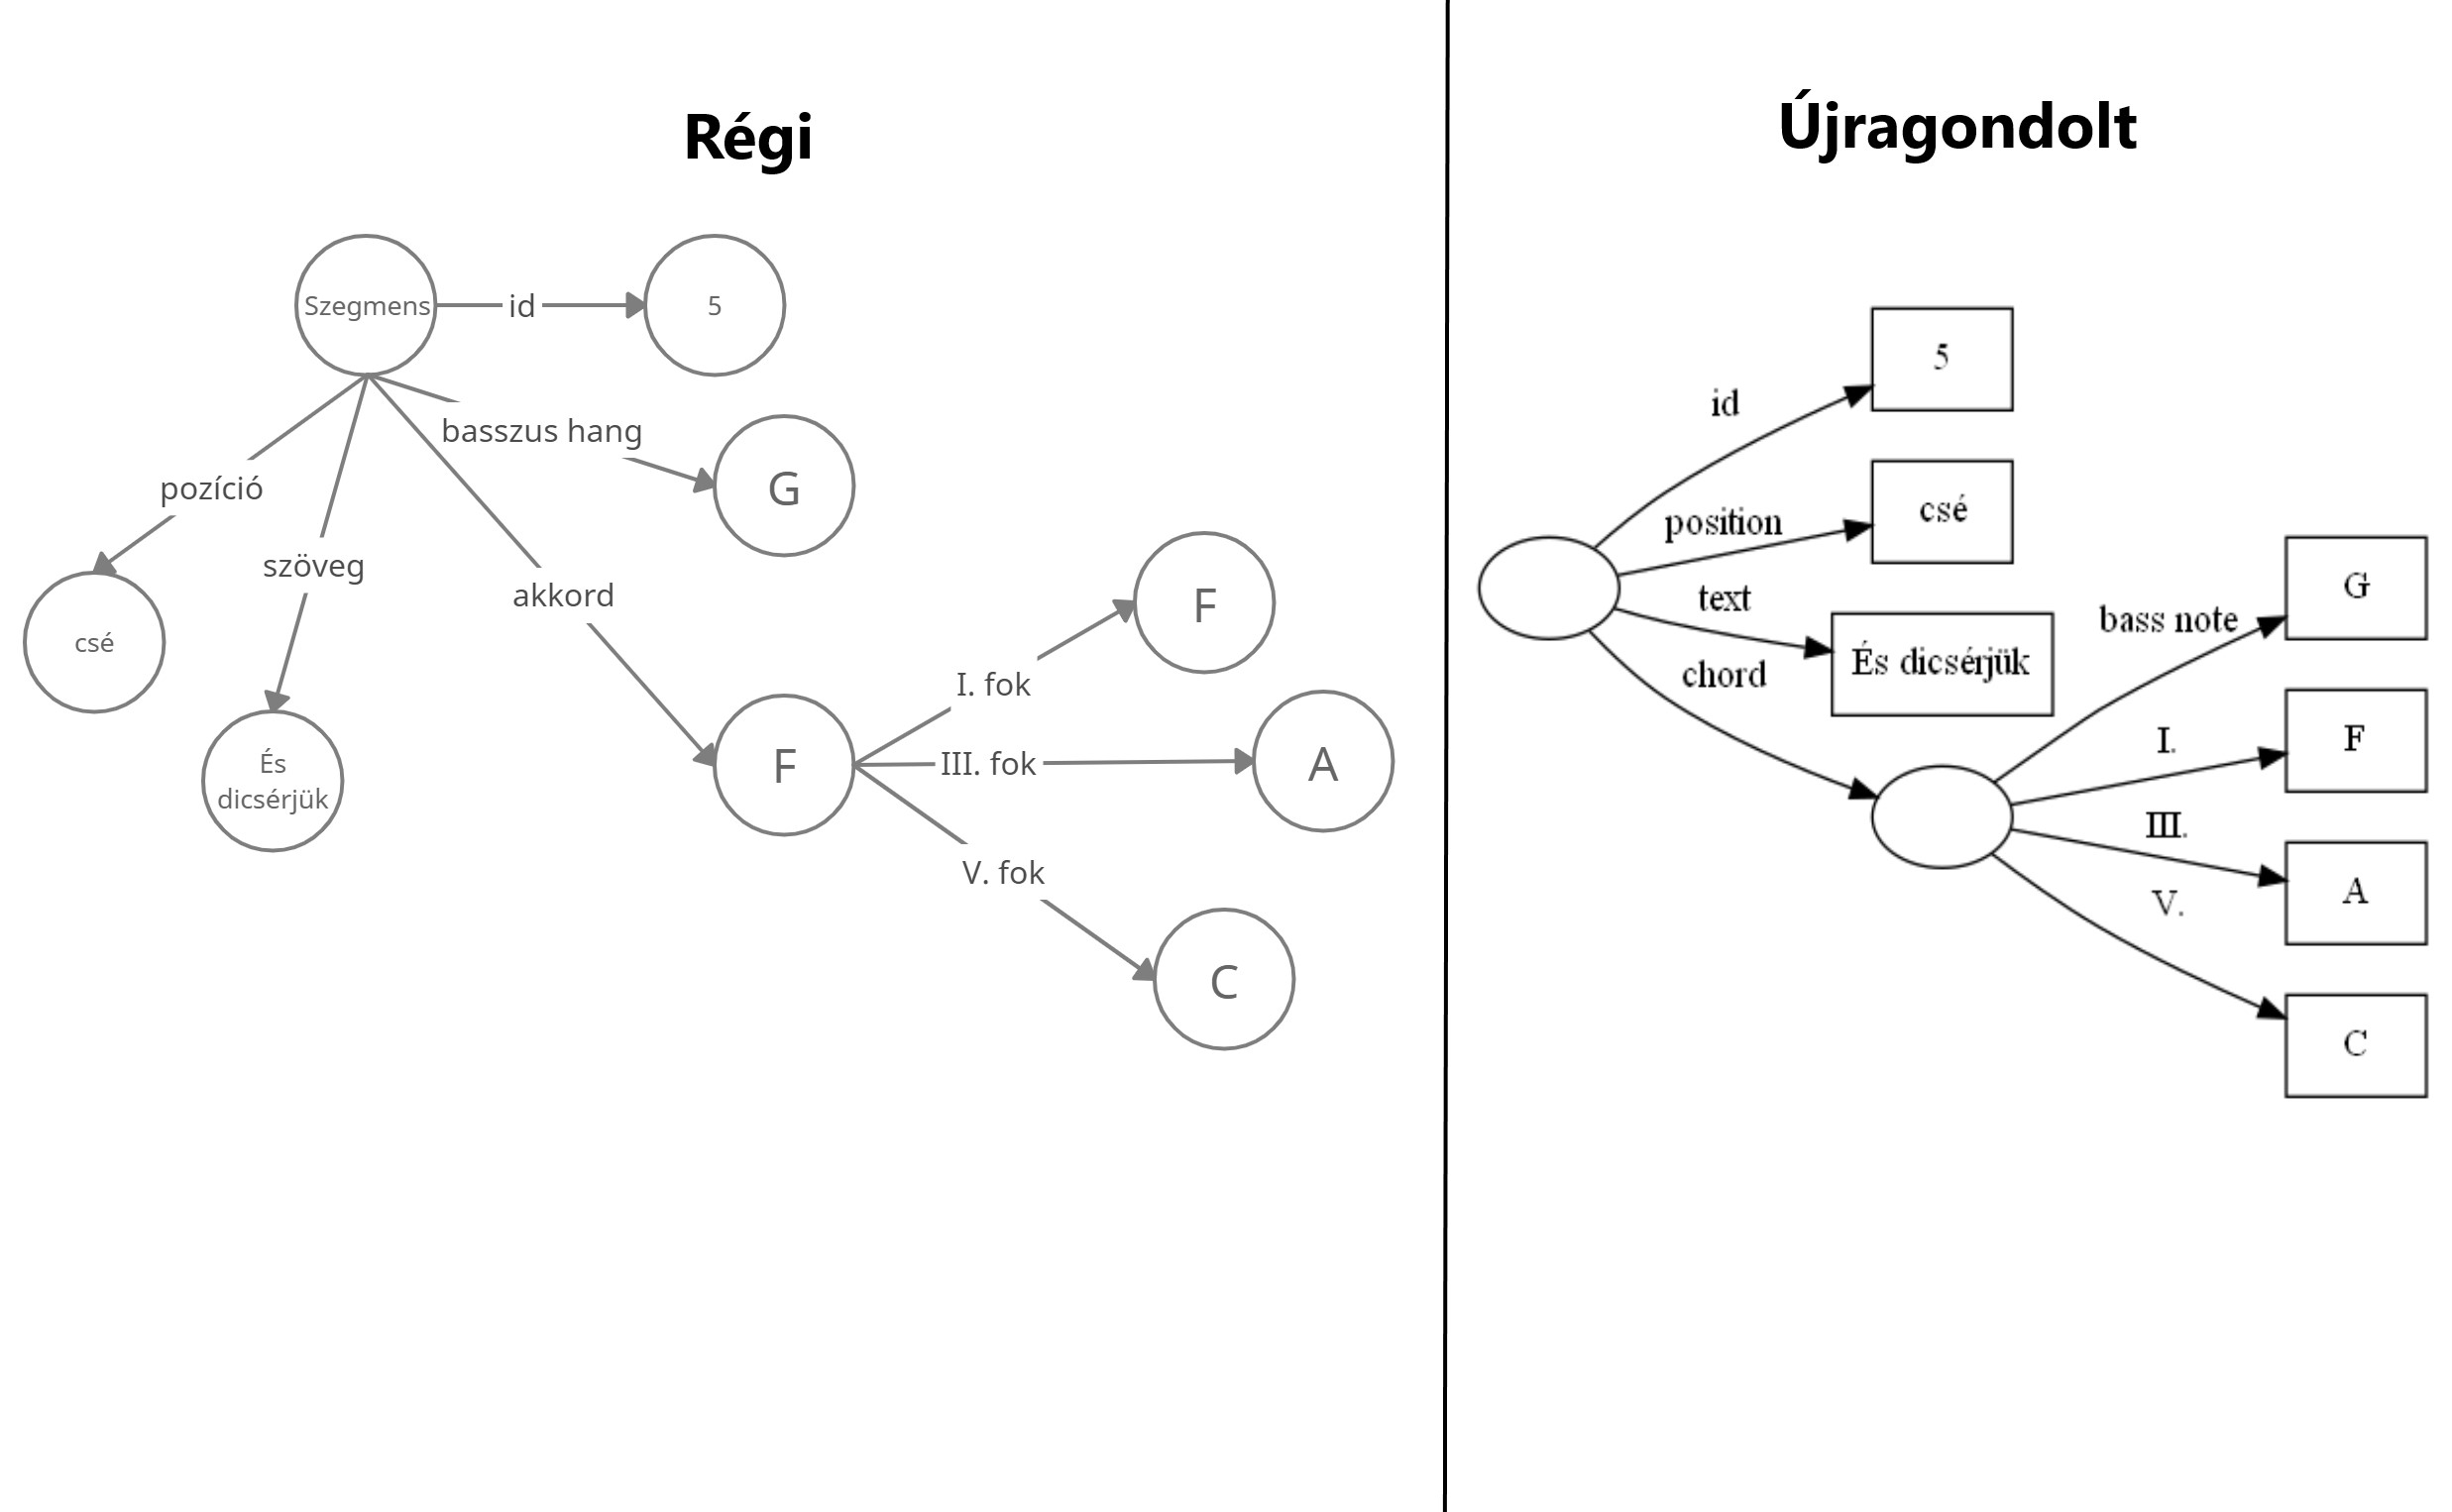 Régi
Szegmens
id
5
basszus hang
G
pozíció
csé
szöveg
És
dicsérjük
akkord
F
I. fok
F
III. fok
A
V. fok
C
Újragondolt
id
5
position
csé
text
És dicsérjük
chord
bass note
G
I.
F
III.
A
V.
C